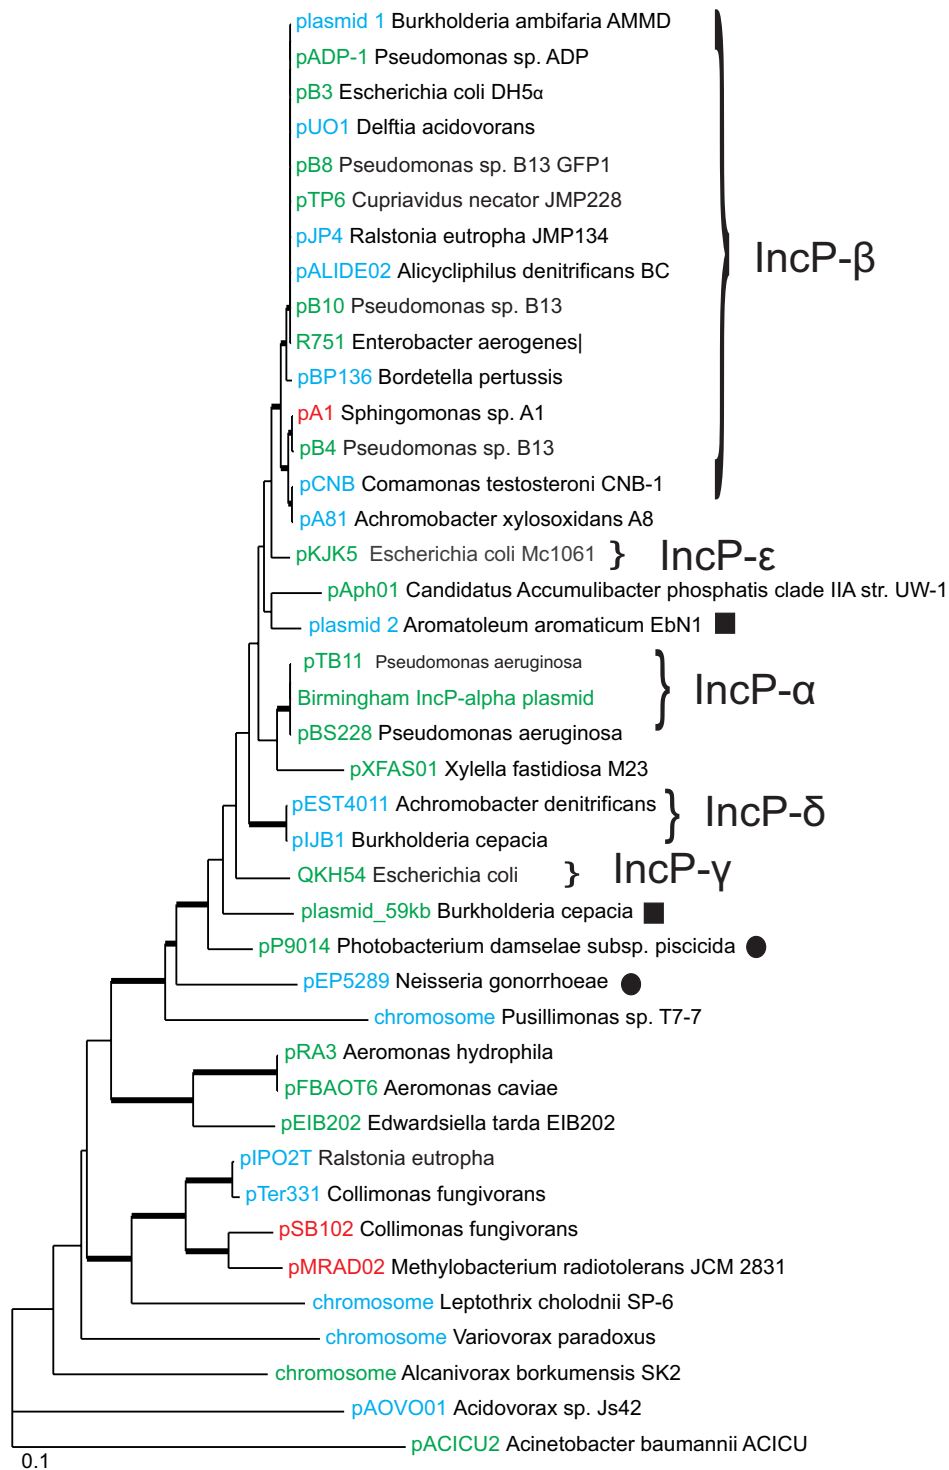 plasmid 1 Burkholderia ambifaria AMMD
pADP-1 Pseudomonas sp. ADP
pB3 Escherichia coli DH5α
pUO1 Delftia acidovorans
pB8 Pseudomonas sp. B13 GFP1
pTP6 Cupriavidus necator JMP228
pJP4 Ralstonia eutropha JMP134
IncP-β
pALIDE02 Alicycliphilus denitrificans BC
pB10 Pseudomonas sp. B13
R751 Enterobacter aerogenes|
pBP136 Bordetella pertussis
pA1 Sphingomonas sp. A1
pB4 Pseudomonas sp. B13
pCNB Comamonas testosteroni CNB-1
pA81 Achromobacter xylosoxidans A8
pKJK5 Escherichia coli Mc1061 } IncP-ε
pAph01 Candidatus Accumulibacter phosphatis clade IIA str. UW-1
plasmid 2 Aromatoleum aromaticum EbN1
pTB11 Pseudomonas aeruginosa
Birmingham IncP-alpha plasmid } IncP-α
pBS228 Pseudomonas aeruginosa
pXFAS01 Xylella fastidiosa M23
pEST4011 Achromobacter denitrificans } IncP-δ
pIJB1 Burkholderia cepacia
QKH54 Escherichia coli } IncP-γ
plasmid_59kb Burkholderia cepacia
pP9014 Photobacterium damselae subsp. piscicida
pEP5289 Neisseria gonorrhoeae
chromosome Pusillimonas sp. T7-7
pRA3 Aeromonas hydrophila
pFBAOT6 Aeromonas caviae
pEIB202 Edwardsiella tarda EIB202
pIPO2T Ralstonia eutropha
pTer331 Collimonas fungivorans
pSB102 Collimonas fungivorans
pMRAD02 Methylobacterium radiotolerans JCM 2831
chromosome Leptothrix cholodnii SP-6
chromosome Variovorax paradoxus
chromosome Alcanivorax borkumensis SK2
pAOVO01 Acidovorax sp. Js42
pACICU2 Acinetobacter baumannii ACICU
0.1